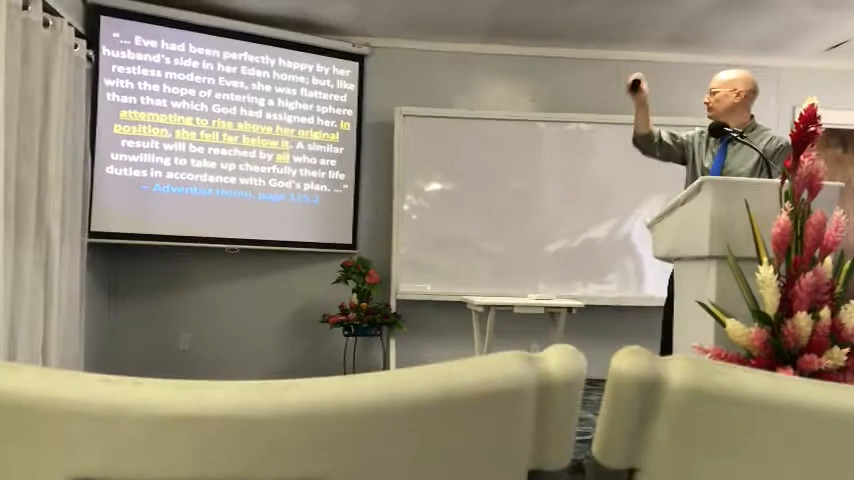 "... Eve had been perfectly happy by her
husband's side in her Eden home; but, like
restless modern Eves, she was flattered
with the hope of entering a higher sphere
than that which God had assigned her. In
attempting to rise above her original
position, she fell far below it. A similar
result will be reached by all who are
unwilling to take up cheerfully their life
duties in accordance with God's plan. ..."
– Adventist Home, page 115.2